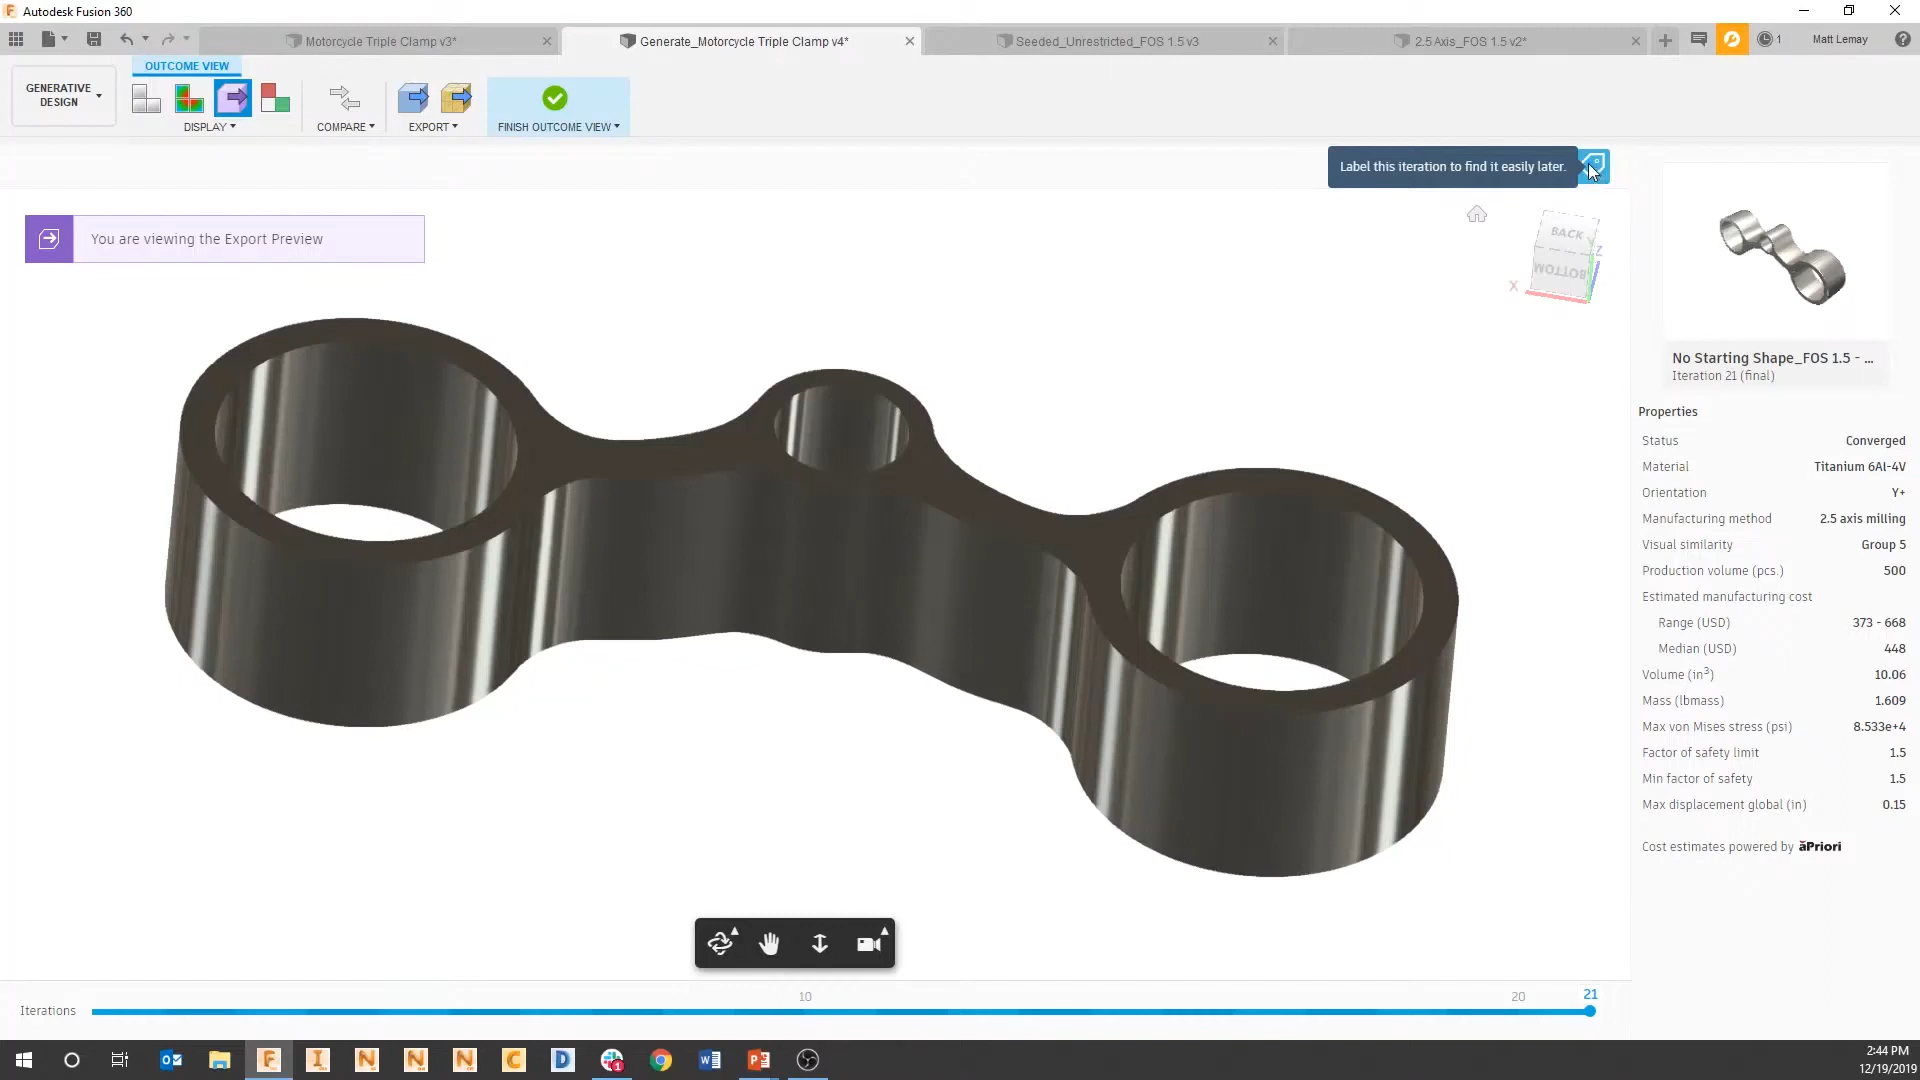 Autodesk Fusion 360
Motorcycle Triple Clamp v3*
Generate_Motorcycle Triple Clamp v4*
Seeded_Unrestricted_FOS 1.5 v3
2.5 Axis_FOS 1.5 v2*
1
Matt Lemay
OUTCOME VIEW
GENERATIVE
DESIGN
DISPLAY
COMPARE
EXPORT
FINISH OUTCOME VIEW
Label this iteration to find it easily later.
You are viewing the Export Preview
BACK
BOTTOM
X
Y
Z
No Starting Shape_FOS 1.5 - ...
Iteration 21 (final)
Properties
Status Converged
Material Titanium 6Al-4V
Orientation Y+
Manufacturing method 2.5 axis milling
Visual similarity Group 5
Production volume (pcs.) 500
Estimated manufacturing cost
Range (USD) 373 - 668
Median (USD) 448
Volume (in3) 10.06
Mass (lbmass) 1.609
Max von Mises stress (psi) 8.533e+4
Factor of safety limit 1.5
Min factor of safety 1.5
Max displacement global (in) 0.15
Cost estimates powered by āPriori
10
20
21
Iterations
2:44 PM
12/19/2019